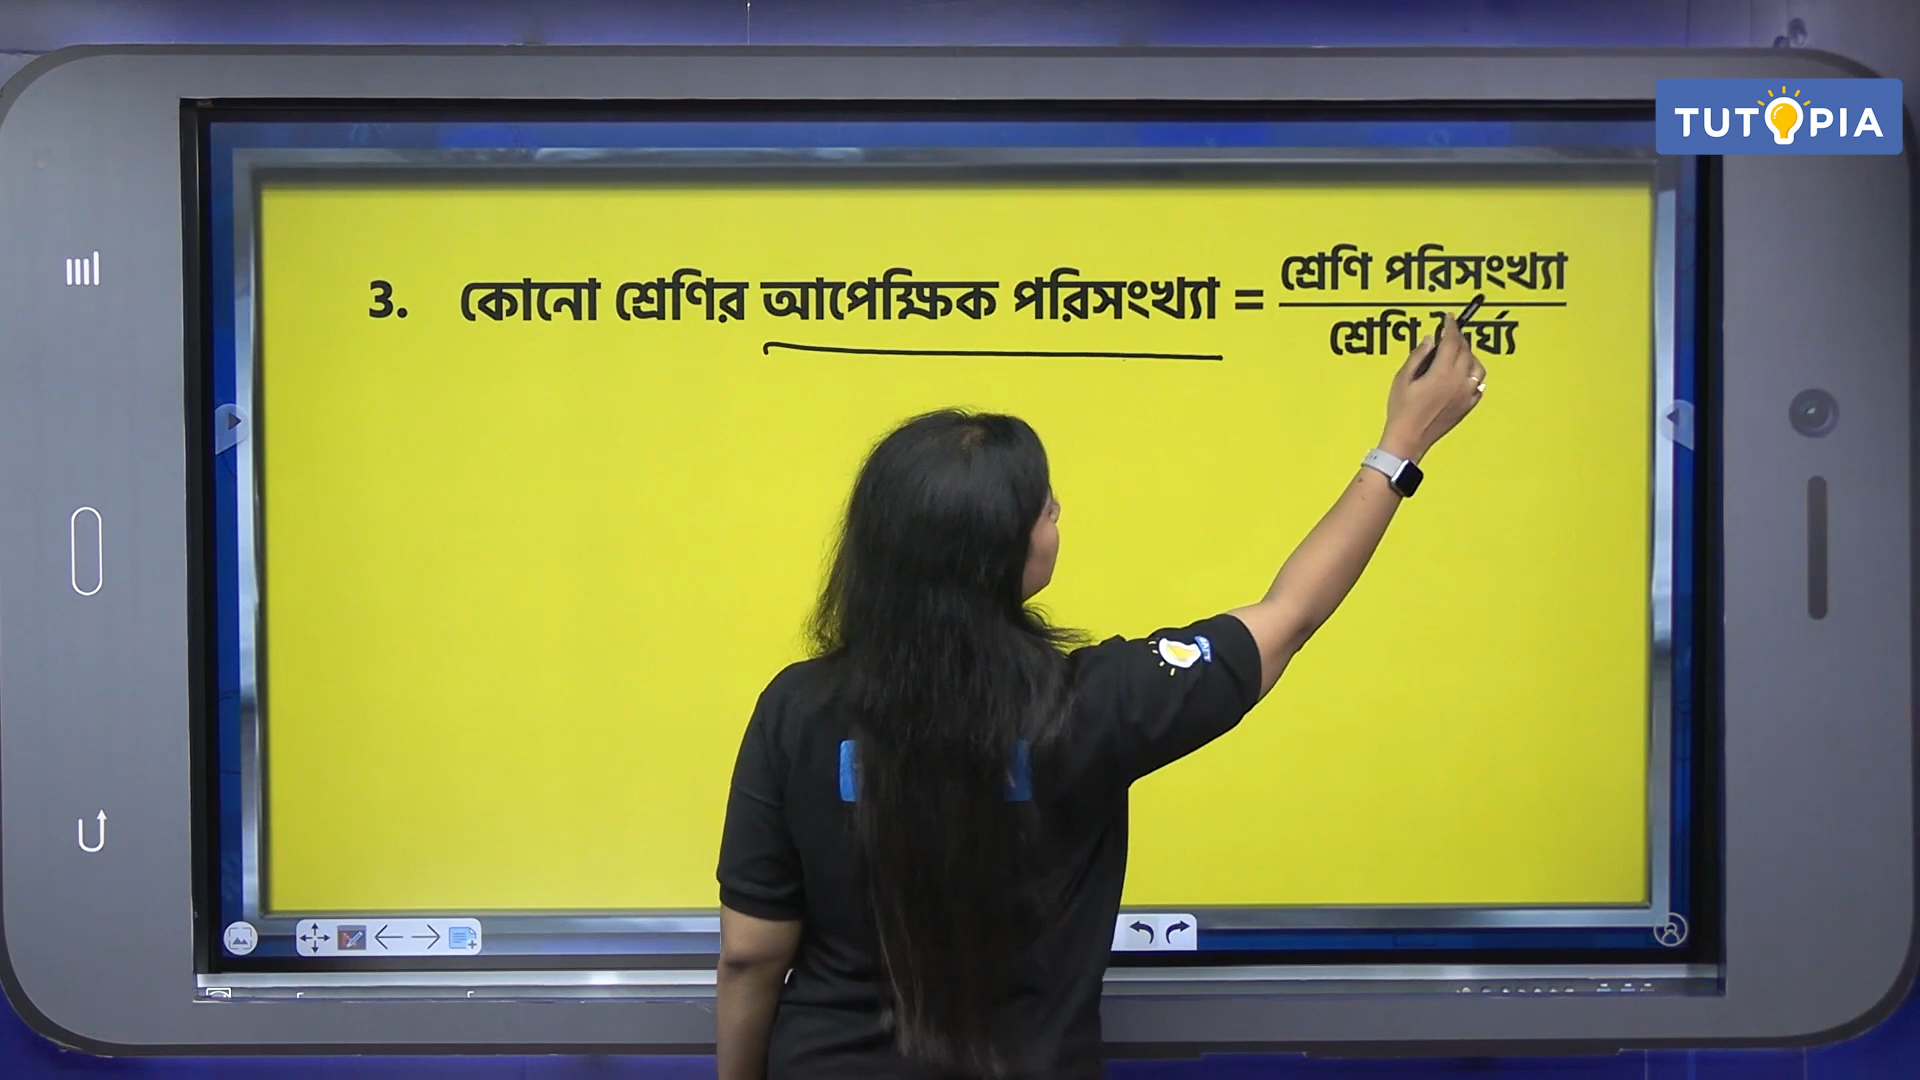 TUTOPIA
3. কোনো শ্রেণির আপেক্ষিক পরিসংখ্যা = শ্রেণি পরিসংখ্যা
শ্রেণি